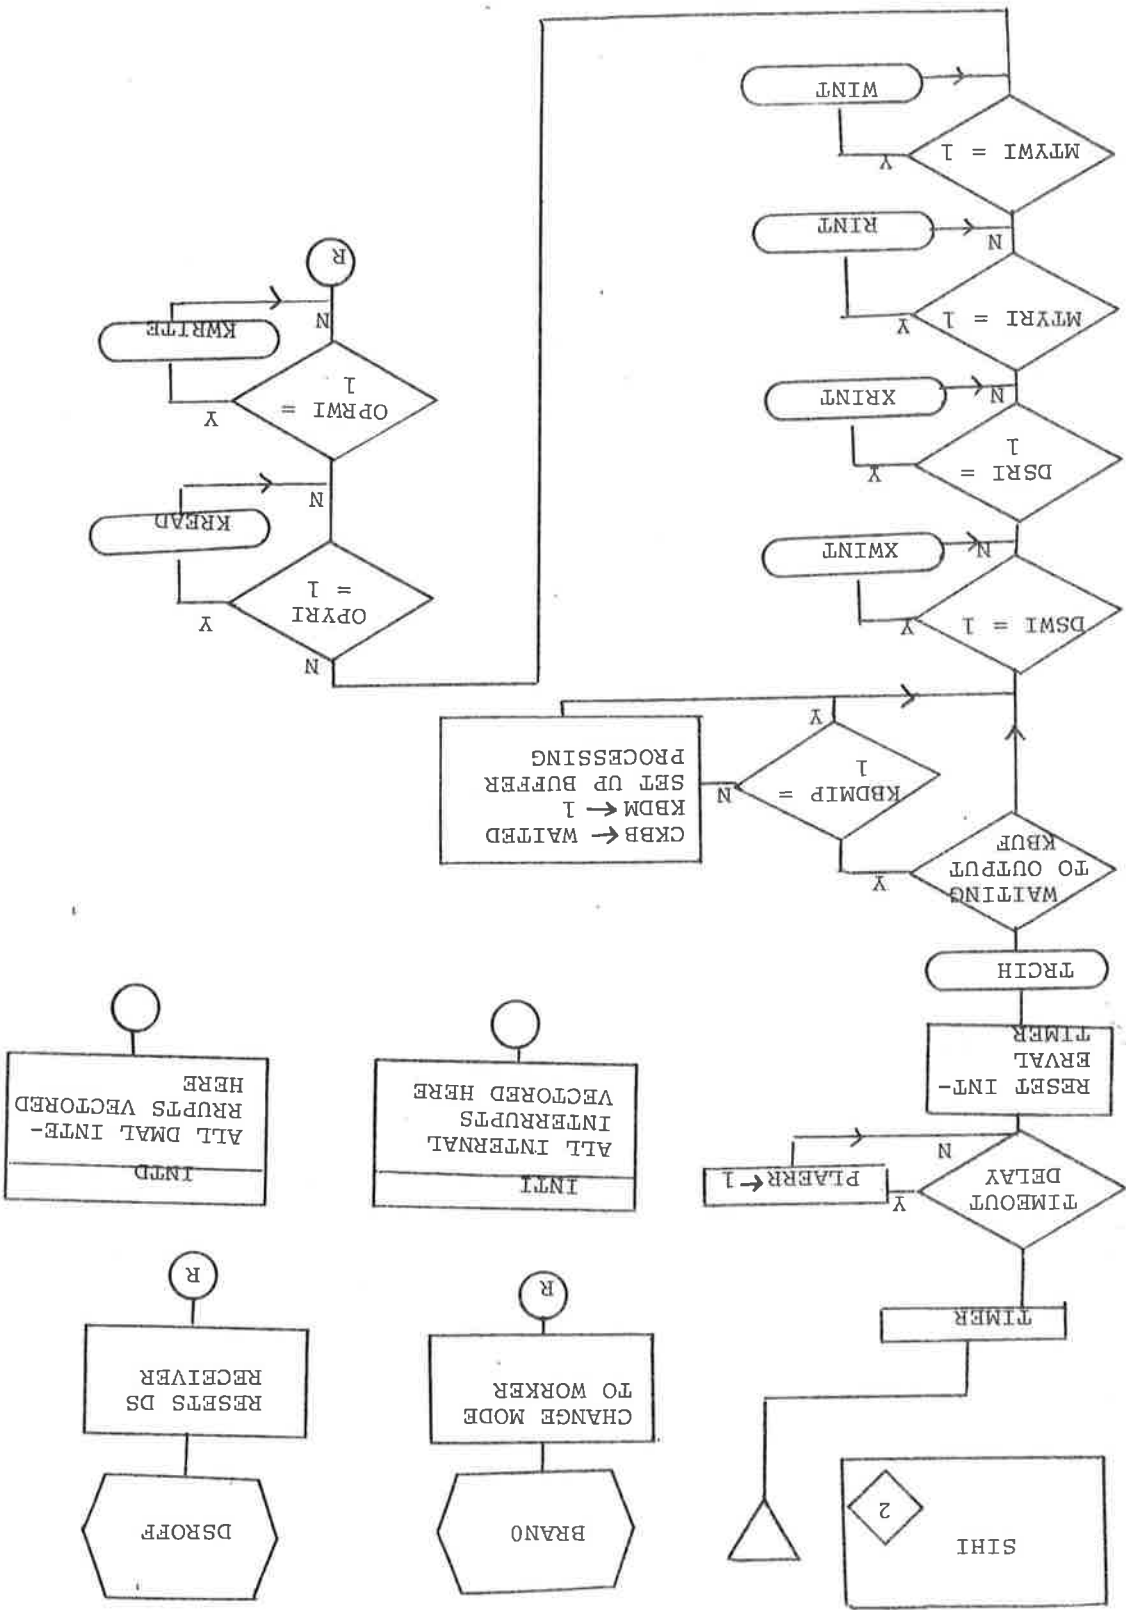 SIHI
2
BRAN0
DSROFF
CHANGE MODE
TO WORKER
RESETS DS
RECEIVER
R
R
TIMER
TIMEOUT
DELAY
Y
PLAERR ← 1
N
RESET INT-
ERVAL
TIMER
TRCIH
INTI
ALL INTERNAL
INTERRUPTS
VECTORED HERE
INTD
ALL DMAL INTE-
RRUPTS VECTORED
HERE
WAITING
TO OUTPUT
KBUF
Y
KBDMIP =
1
N
Y
CKBB ← WAITED
KBDM ← 1
SET UP BUFFER
PROCESSING
DSWI = 1
Y
XWINT
N
DSRI =
1
Y
XRINT
N
MTYRI = 1
Y
RINT
N
MTYWI = 1
Y
WINT
N
OPYRI
= 1
Y
KREAD
N
OPRWI =
1
Y
KWRITE
N
R